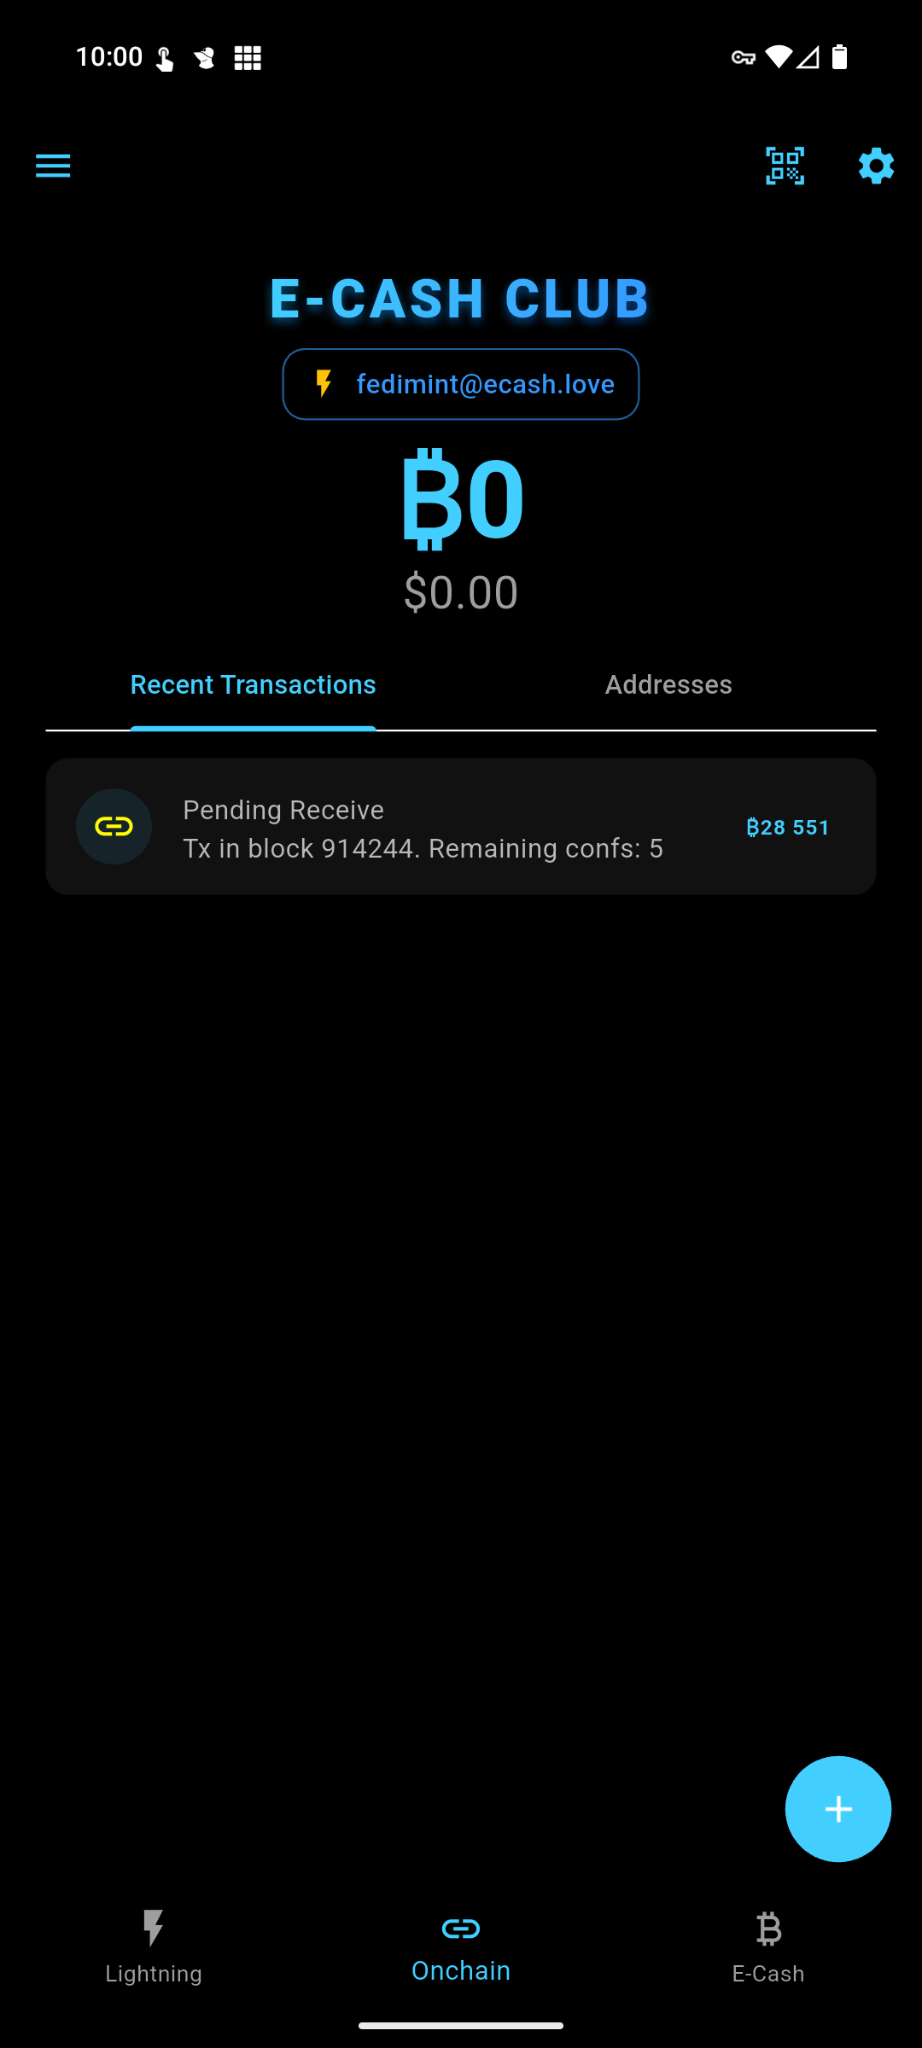 10:00
E-CASH CLUB
fedimint@ecash.love
₿0
$0.00
Recent Transactions
Addresses
Pending Receive
Tx in block 914244. Remaining confs: 5
₿28 551
Lightning
Onchain
E-Cash